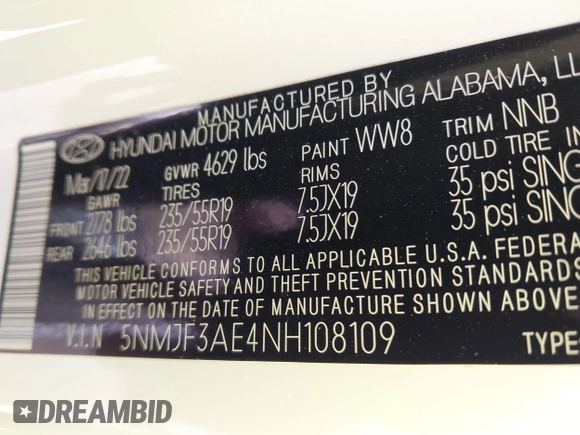 MANUFACTURED BY
HYUNDAI MOTOR MANUFACTURING ALABAMA, LL
Mar/17/22 GVWR 4629 lbs PAINT WW8 TRIM NNB
GAWR TIRES RIMS COLD TIRE IN
FRONT 2778 lbs 235/55R19 7.5JX19 35 psi SING
REAR 2646 lbs 235/55R19 7.5JX19 35 psi SING
THIS VEHICLE CONFORMS TO ALL APPLICABLE U.S.A. FEDERA
MOTOR VEHICLE SAFETY AND THEFT PREVENTION STANDARDS
IN EFFECT ON THE DATE OF MANUFACTURE SHOWN ABOVE.
V.I.N 5NMJF3AE4NH108109 TYPE:
DREAMBID